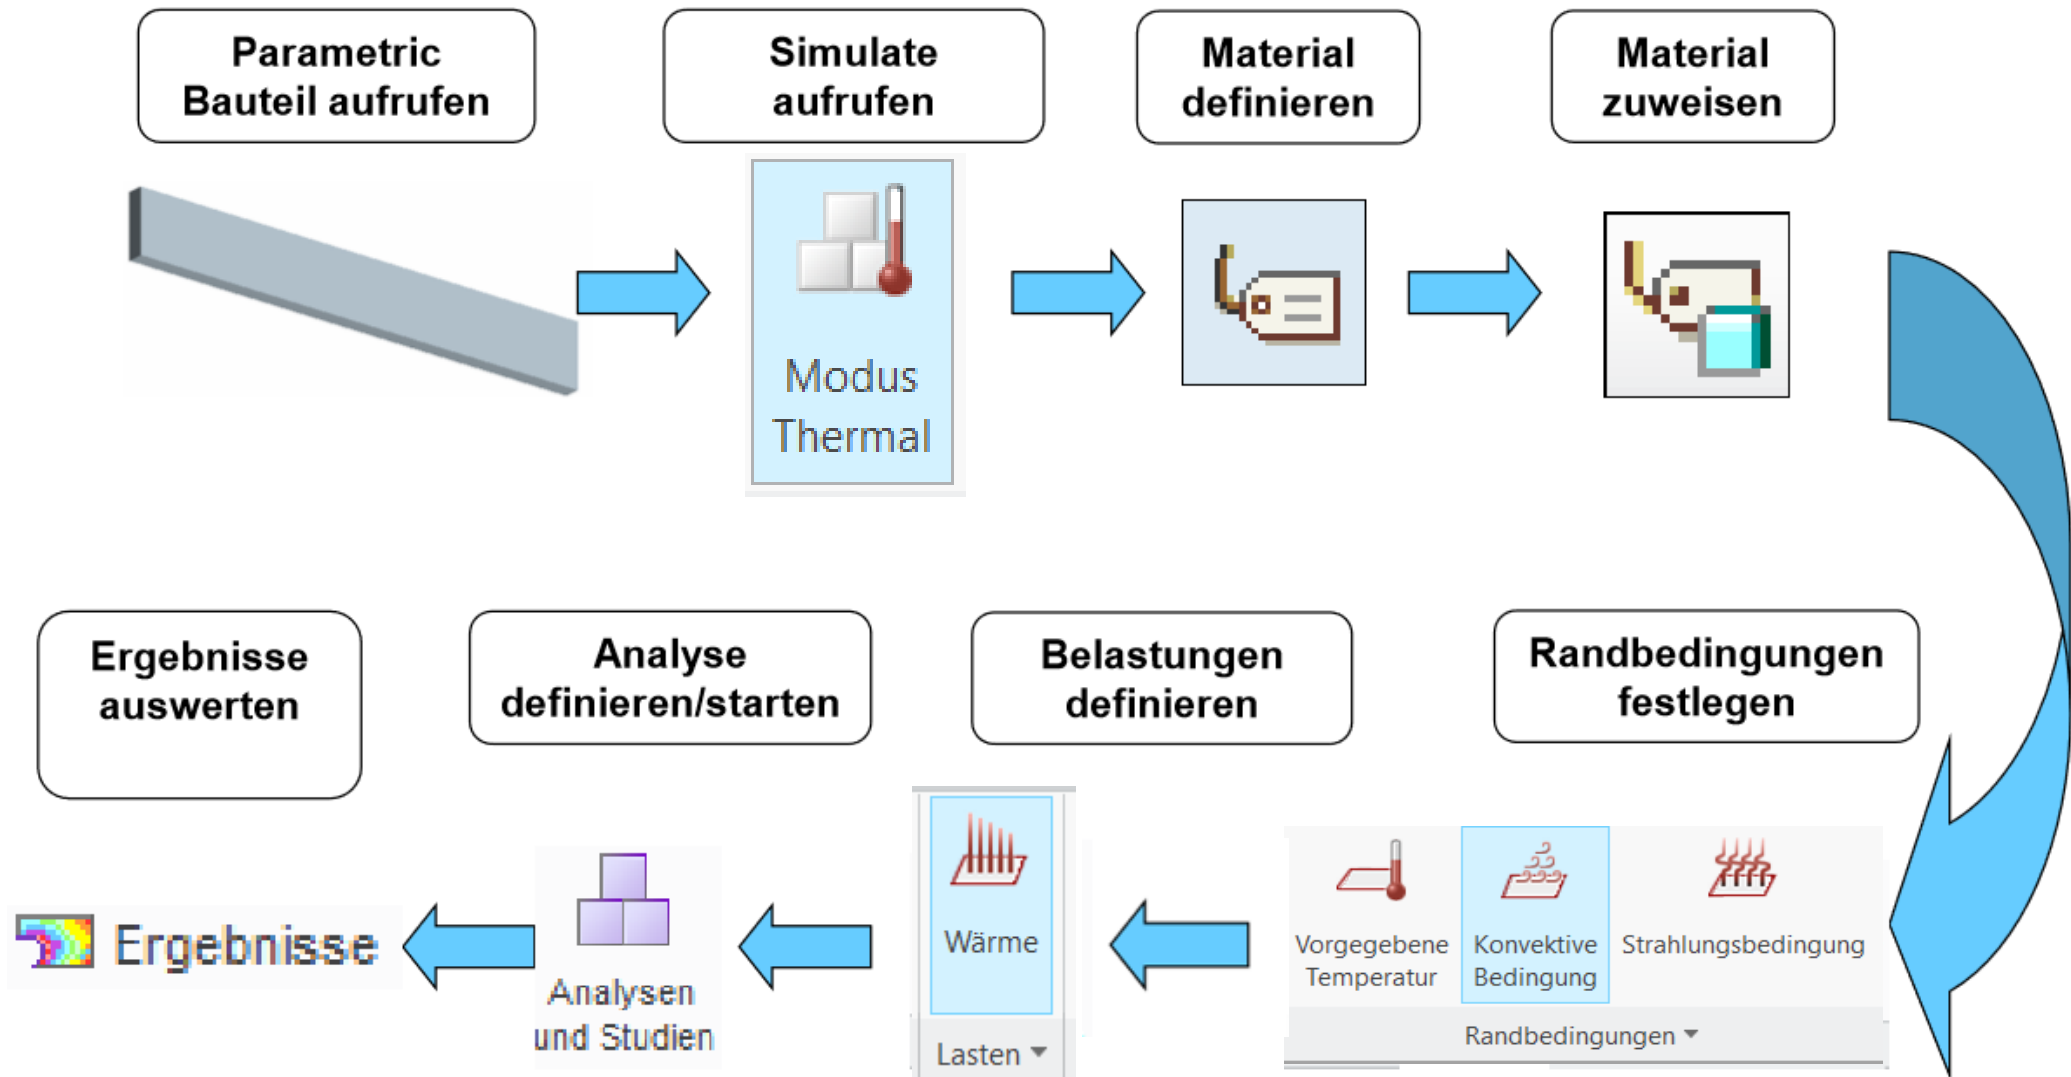 Parametric
Bauteil aufrufen
Simulate
aufrufen
Material
definieren
Material
zuweisen
Modus
Thermal
Ergebnisse
auswerten
Analyse
definieren/starten
Belastungen
definieren
Randbedingungen
festlegen
Ergebnisse
Analysen
und Studien
Wärme
Lasten
Vorgegebene
Temperatur
Konvektive
Bedingung
Strahlungsbedingung
Randbedingungen